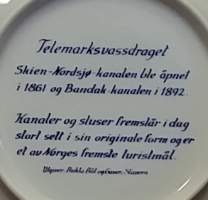 Telemarksvassdraget
Skien-Nordsjø-kanalen ble åpnet
i 1861 og Bandak-kanalen i 1892.
Kanaler og sluser fremstår i dag
stort sett i sin originale form og er
et av Norges fremste turistmål.